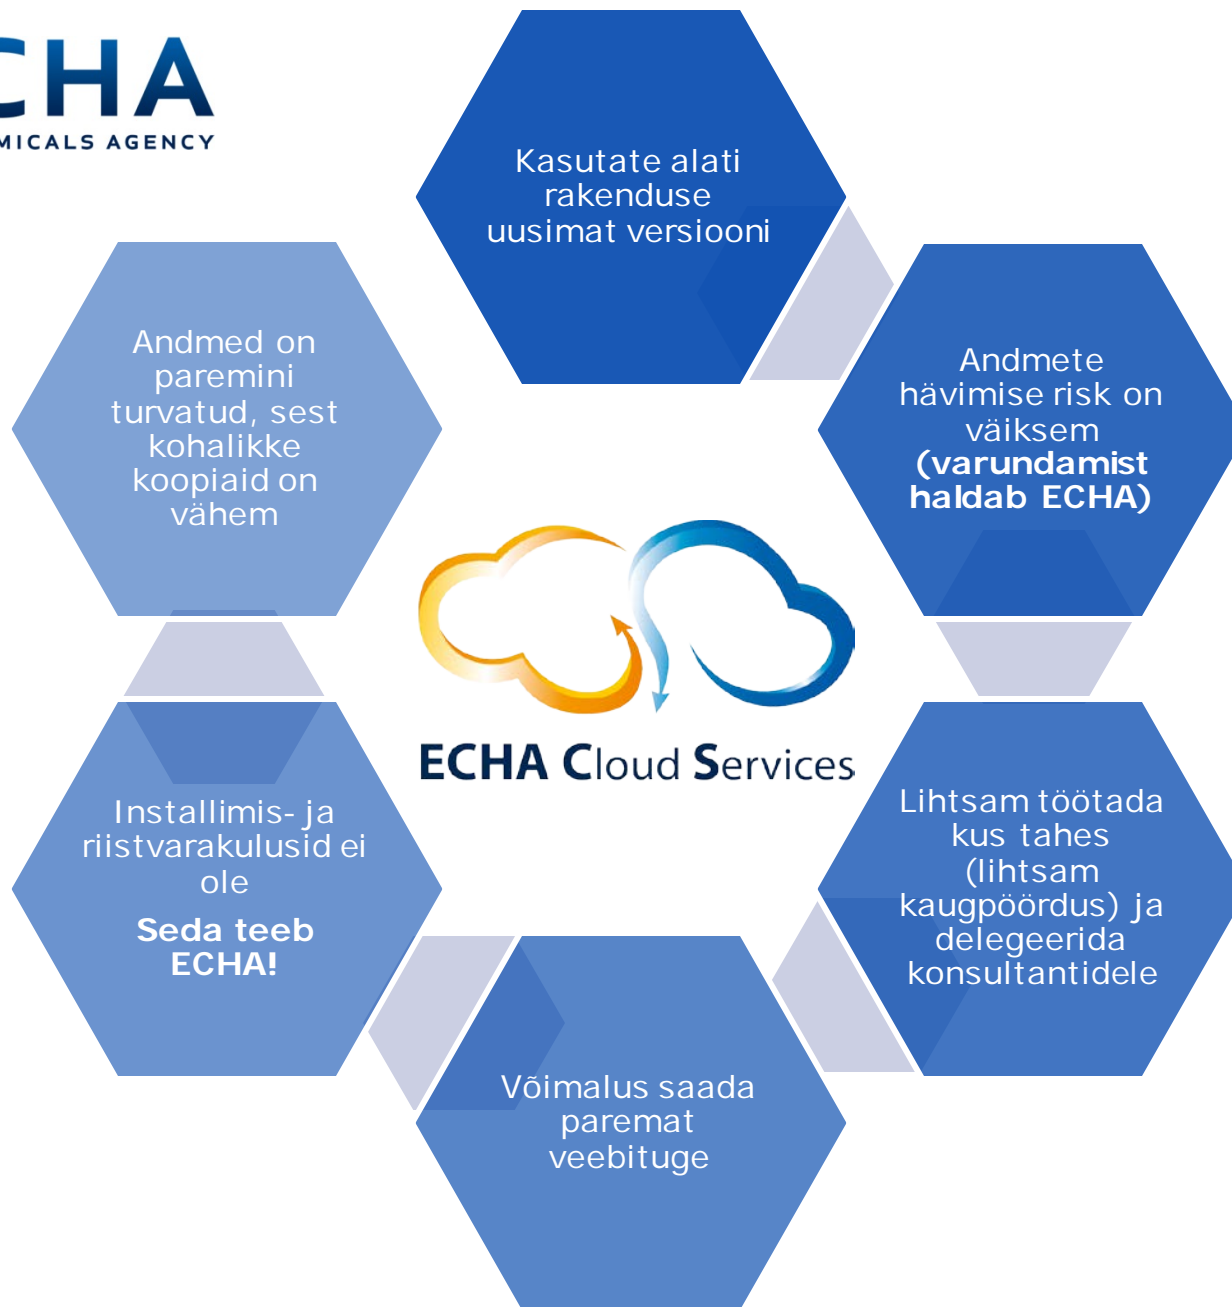 CHA
MICALS AGENCY
Kasutate alati
rakenduse
uusimat versiooni
Andmete
hävimise risk on
väiksem
(varundamist
haldab ECHA)
Lihtsam töötada
kus tahes
(lihtsam
kaugpöördus) ja
delegeerida
konsultantidele
Võimalus saada
paremat
veebituge
Installimis- ja
riistvarakulusid ei
ole
Seda teeb
ECHA!
Andmed on
paremini
turvatud, sest
kohalikke
koopiaid on
vähem
ECHA Cloud Services